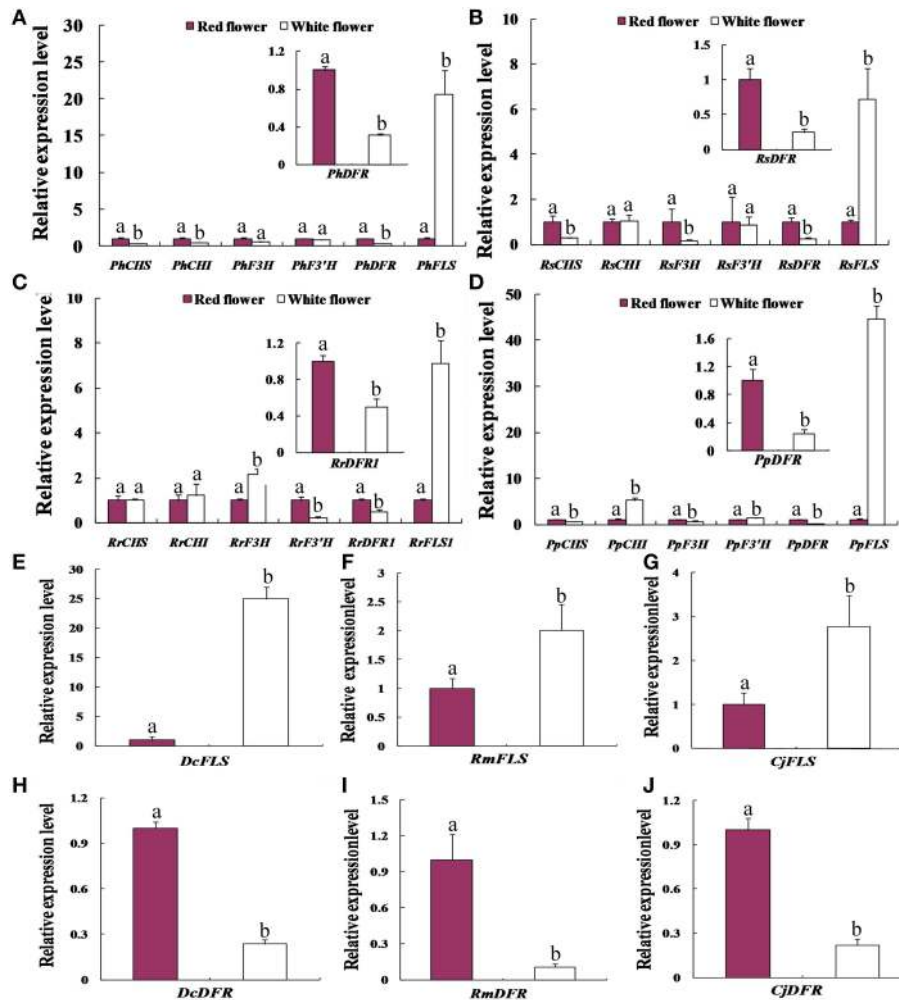 A
Red flower White flower
Relative expression level
30
25
20
15
10
5
0
a b a b a a a a a b a b
PhCHS PhCHI PhF3H PhF3'H PhDFR PhFLS
1.2
0.8
0.4
0
a b
PhDFR
B
Red flower White flower
Relative expression level
10
8
6
4
2
0
a b a a a b a a a b a b
RsCHS RsCHI RsF3H RsF3'H RsDFR RsFLS
1.5
1
0.5
0
a b
RsDFR
C
Red flower White flower
Relative expression level
10
8
6
4
2
0
a a a a a b a b a b a b
RrCHS RrCHI RrF3H RrF3'H RrDFR1 RrFLS1
1.2
0.8
0.4
0
a b
RrDFR1
D
Red flower White flower
Relative expression level
50
40
30
20
10
0
a b a b a b a b a b a b
PpCHS PpCHI PpF3H PpF3'H PpDFR PpFLS
1.6
1.2
0.8
0.4
0
a b
PpDFR
E
Relative expression level
30
25
20
15
10
5
0
a b
DcFLS
F
Relative expressionlevel
3
2.5
2
1.5
1
0.5
0
a b
RmFLS
G
Relative expressionlevel
4
3
2
1
0
a b
CjFLS
H
Relative expression level
1.2
0.9
0.6
0.3
0
a b
DcDFR
I
Relative expressionlevel
1.5
1.2
0.9
0.6
0.3
0
a b
RmDFR
J
Relative expressionlevel
1.2
0.9
0.6
0.3
0
a b
CjDFR